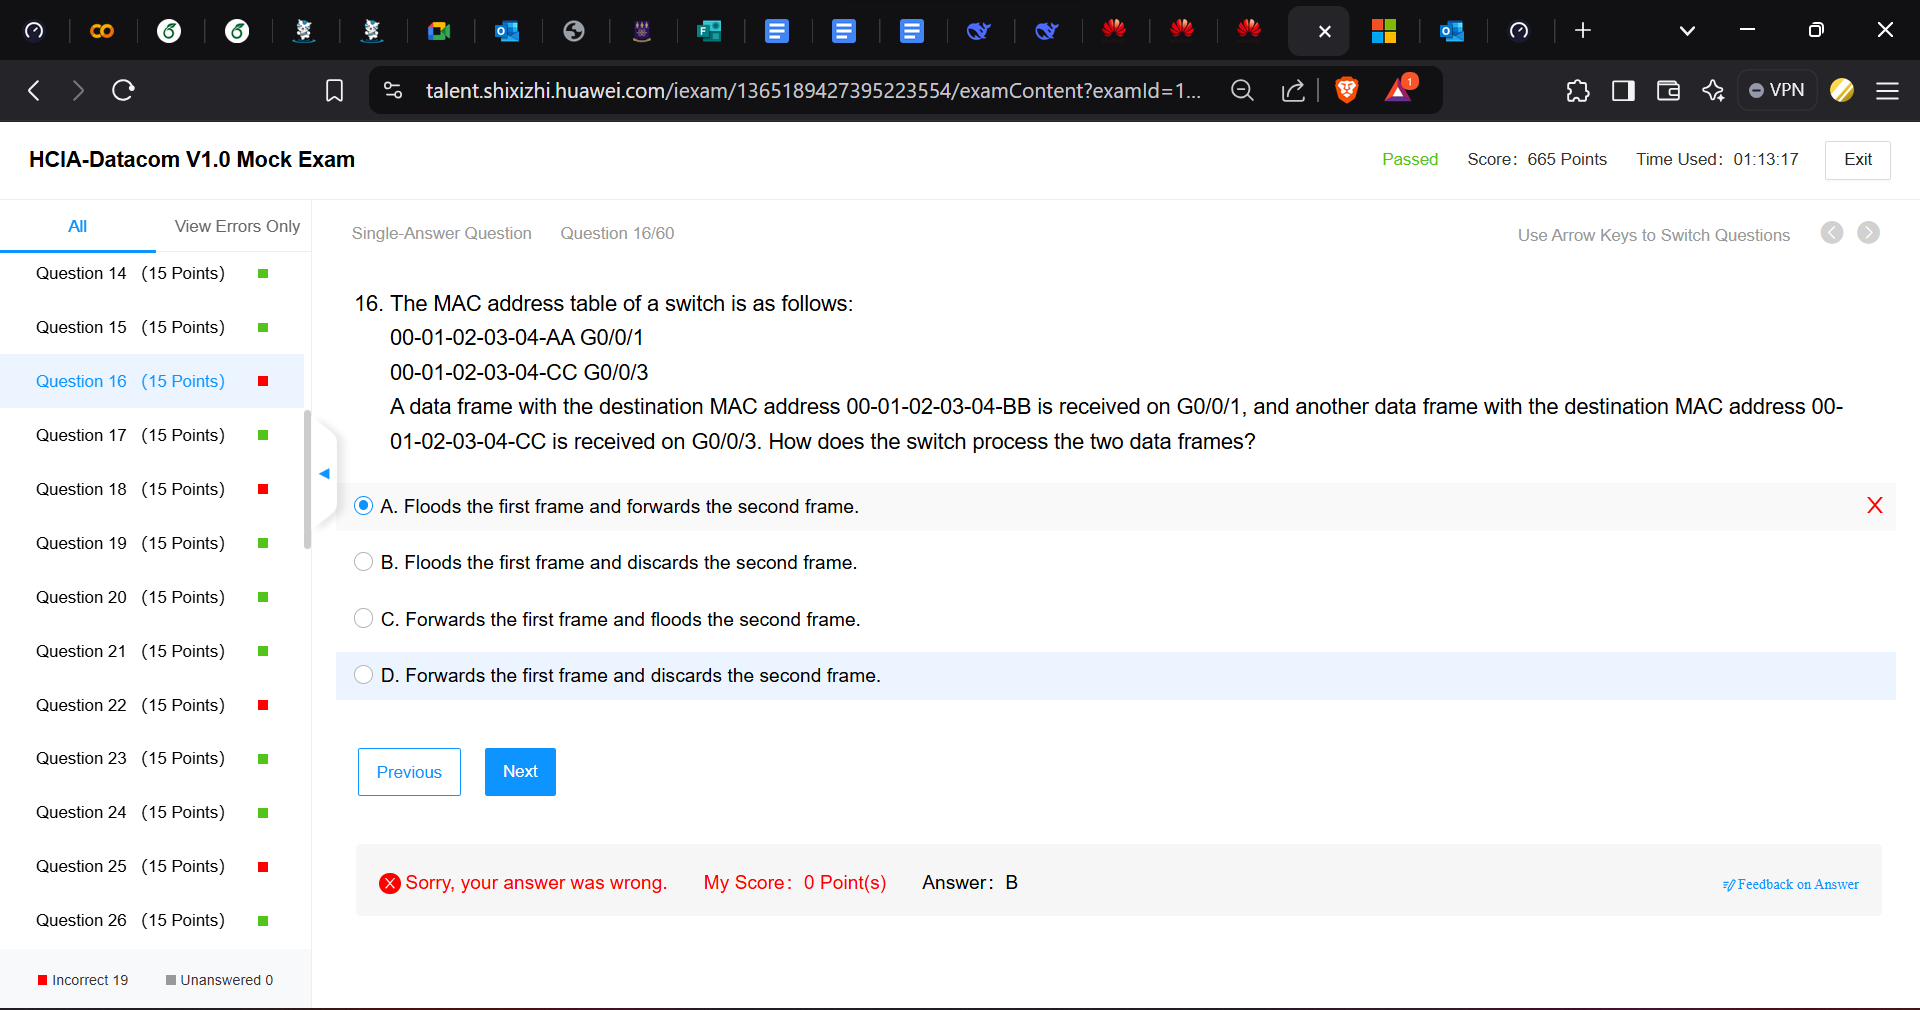 1
talent.shixizhi.huawei.com/iexam/1365189427395223554/examContent?examId=1...
VPN
HCIA-Datacom V1.0 Mock Exam
Passed
Score: 665 Points
Time Used: 01:13:17
Exit
All
View Errors Only
Question 14 (15 Points)
Question 15 (15 Points)
Question 16 (15 Points)
Question 17 (15 Points)
Question 18 (15 Points)
Question 19 (15 Points)
Question 20 (15 Points)
Question 21 (15 Points)
Question 22 (15 Points)
Question 23 (15 Points)
Question 24 (15 Points)
Question 25 (15 Points)
Question 26 (15 Points)
Incorrect 19
Unanswered 0
Single-Answer Question
Question 16/60
Use Arrow Keys to Switch Questions
16. The MAC address table of a switch is as follows:
00-01-02-03-04-AA G0/0/1
00-01-02-03-04-CC G0/0/3
A data frame with the destination MAC address 00-01-02-03-04-BB is received on G0/0/1, and another data frame with the destination MAC address 00-
01-02-03-04-CC is received on G0/0/3. How does the switch process the two data frames?
A. Floods the first frame and forwards the second frame.
B. Floods the first frame and discards the second frame.
C. Forwards the first frame and floods the second frame.
D. Forwards the first frame and discards the second frame.
Previous
Next
Sorry, your answer was wrong.
My Score: 0 Point(s)
Answer: B
Feedback on Answer